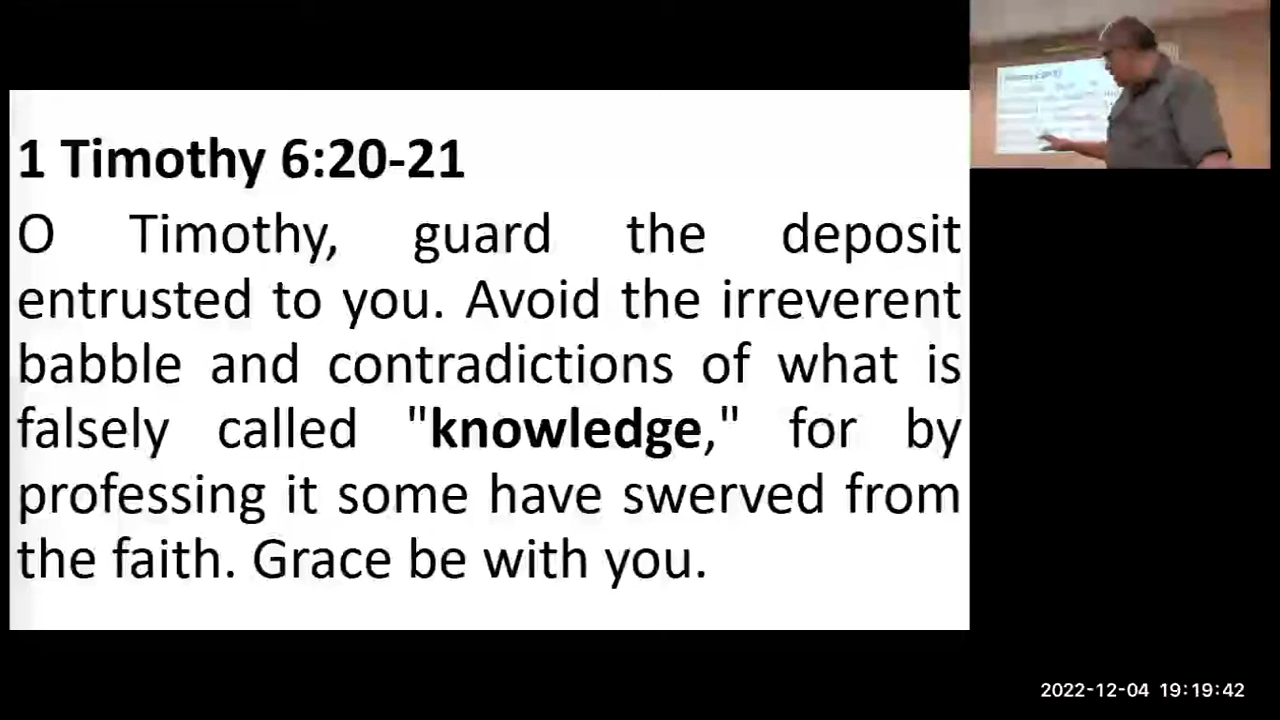 1 Timothy 6:20-21
O Timothy, guard the deposit
entrusted to you. Avoid the irreverent
babble and contradictions of what is
falsely called "knowledge," for by
professing it some have swerved from
the faith. Grace be with you.
2022-12-04 19:19:42